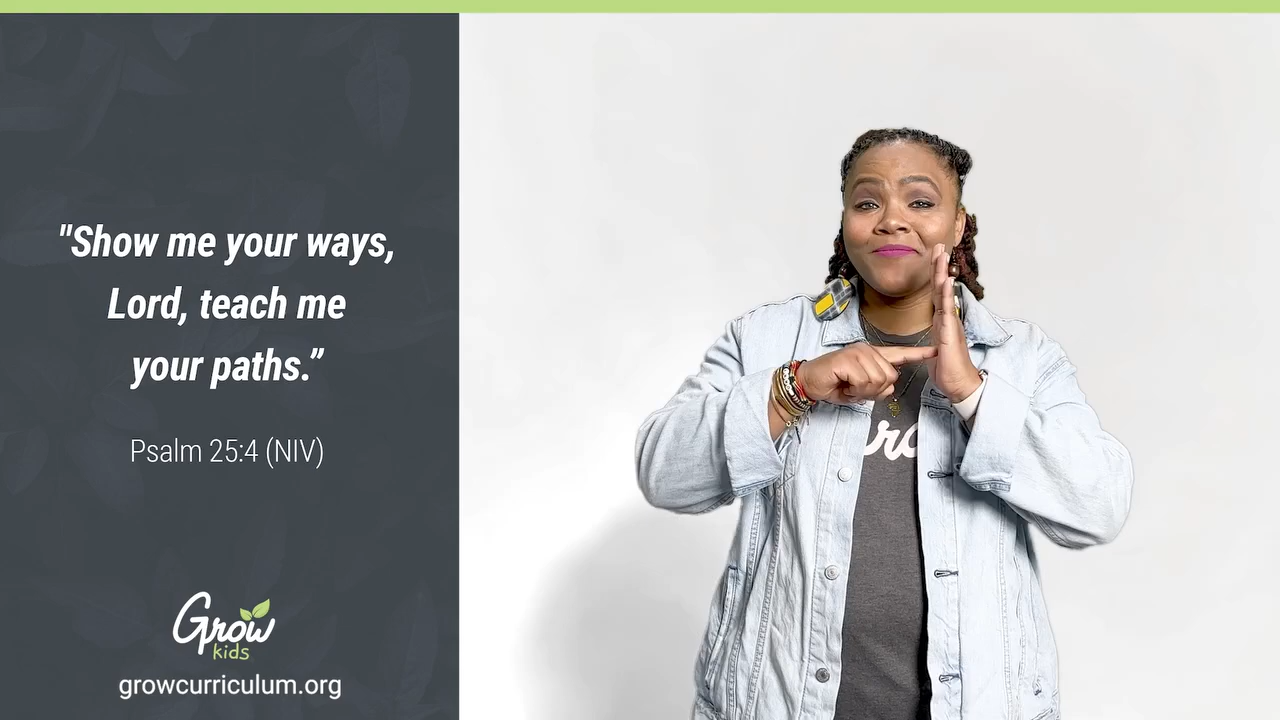 "Show me your ways,
Lord, teach me
your paths.”
Psalm 25:4 (NIV)
Grow
kids
growcurriculum.org